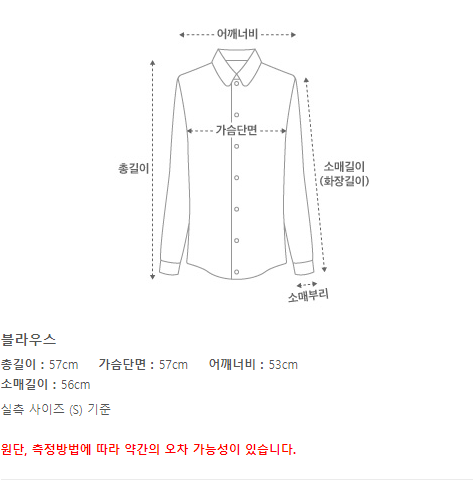 어깨너비
가슴단면
총길이
소매길이
(화장길이)
소매부리
블라우스
총길이 : 57cm 가슴단면 : 57cm 어깨너비 : 53cm
소매길이 : 56cm
실측 사이즈 (S) 기준
원단, 측정방법에 따라 약간의 오차 가능성이 있습니다.